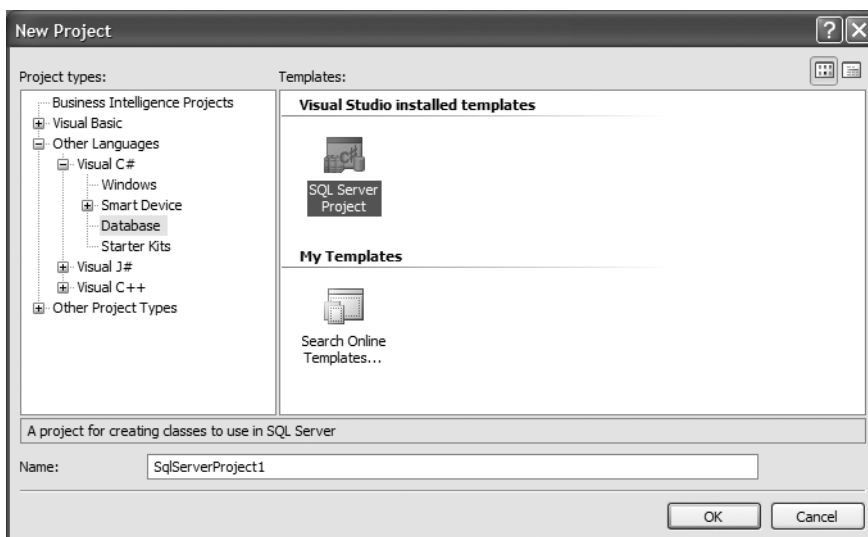 New Project
Project types:
Templates:
Business Intelligence Projects
Visual Basic
Other Languages
Visual C#
Windows
Smart Device
Database
Starter Kits
Visual J#
Visual C++
Other Project Types
Visual Studio installed templates
C#
SQL Server
Project
My Templates
Search Online
Templates...
A project for creating classes to use in SQL Server
Name:
SqlServerProject1
OK
Cancel